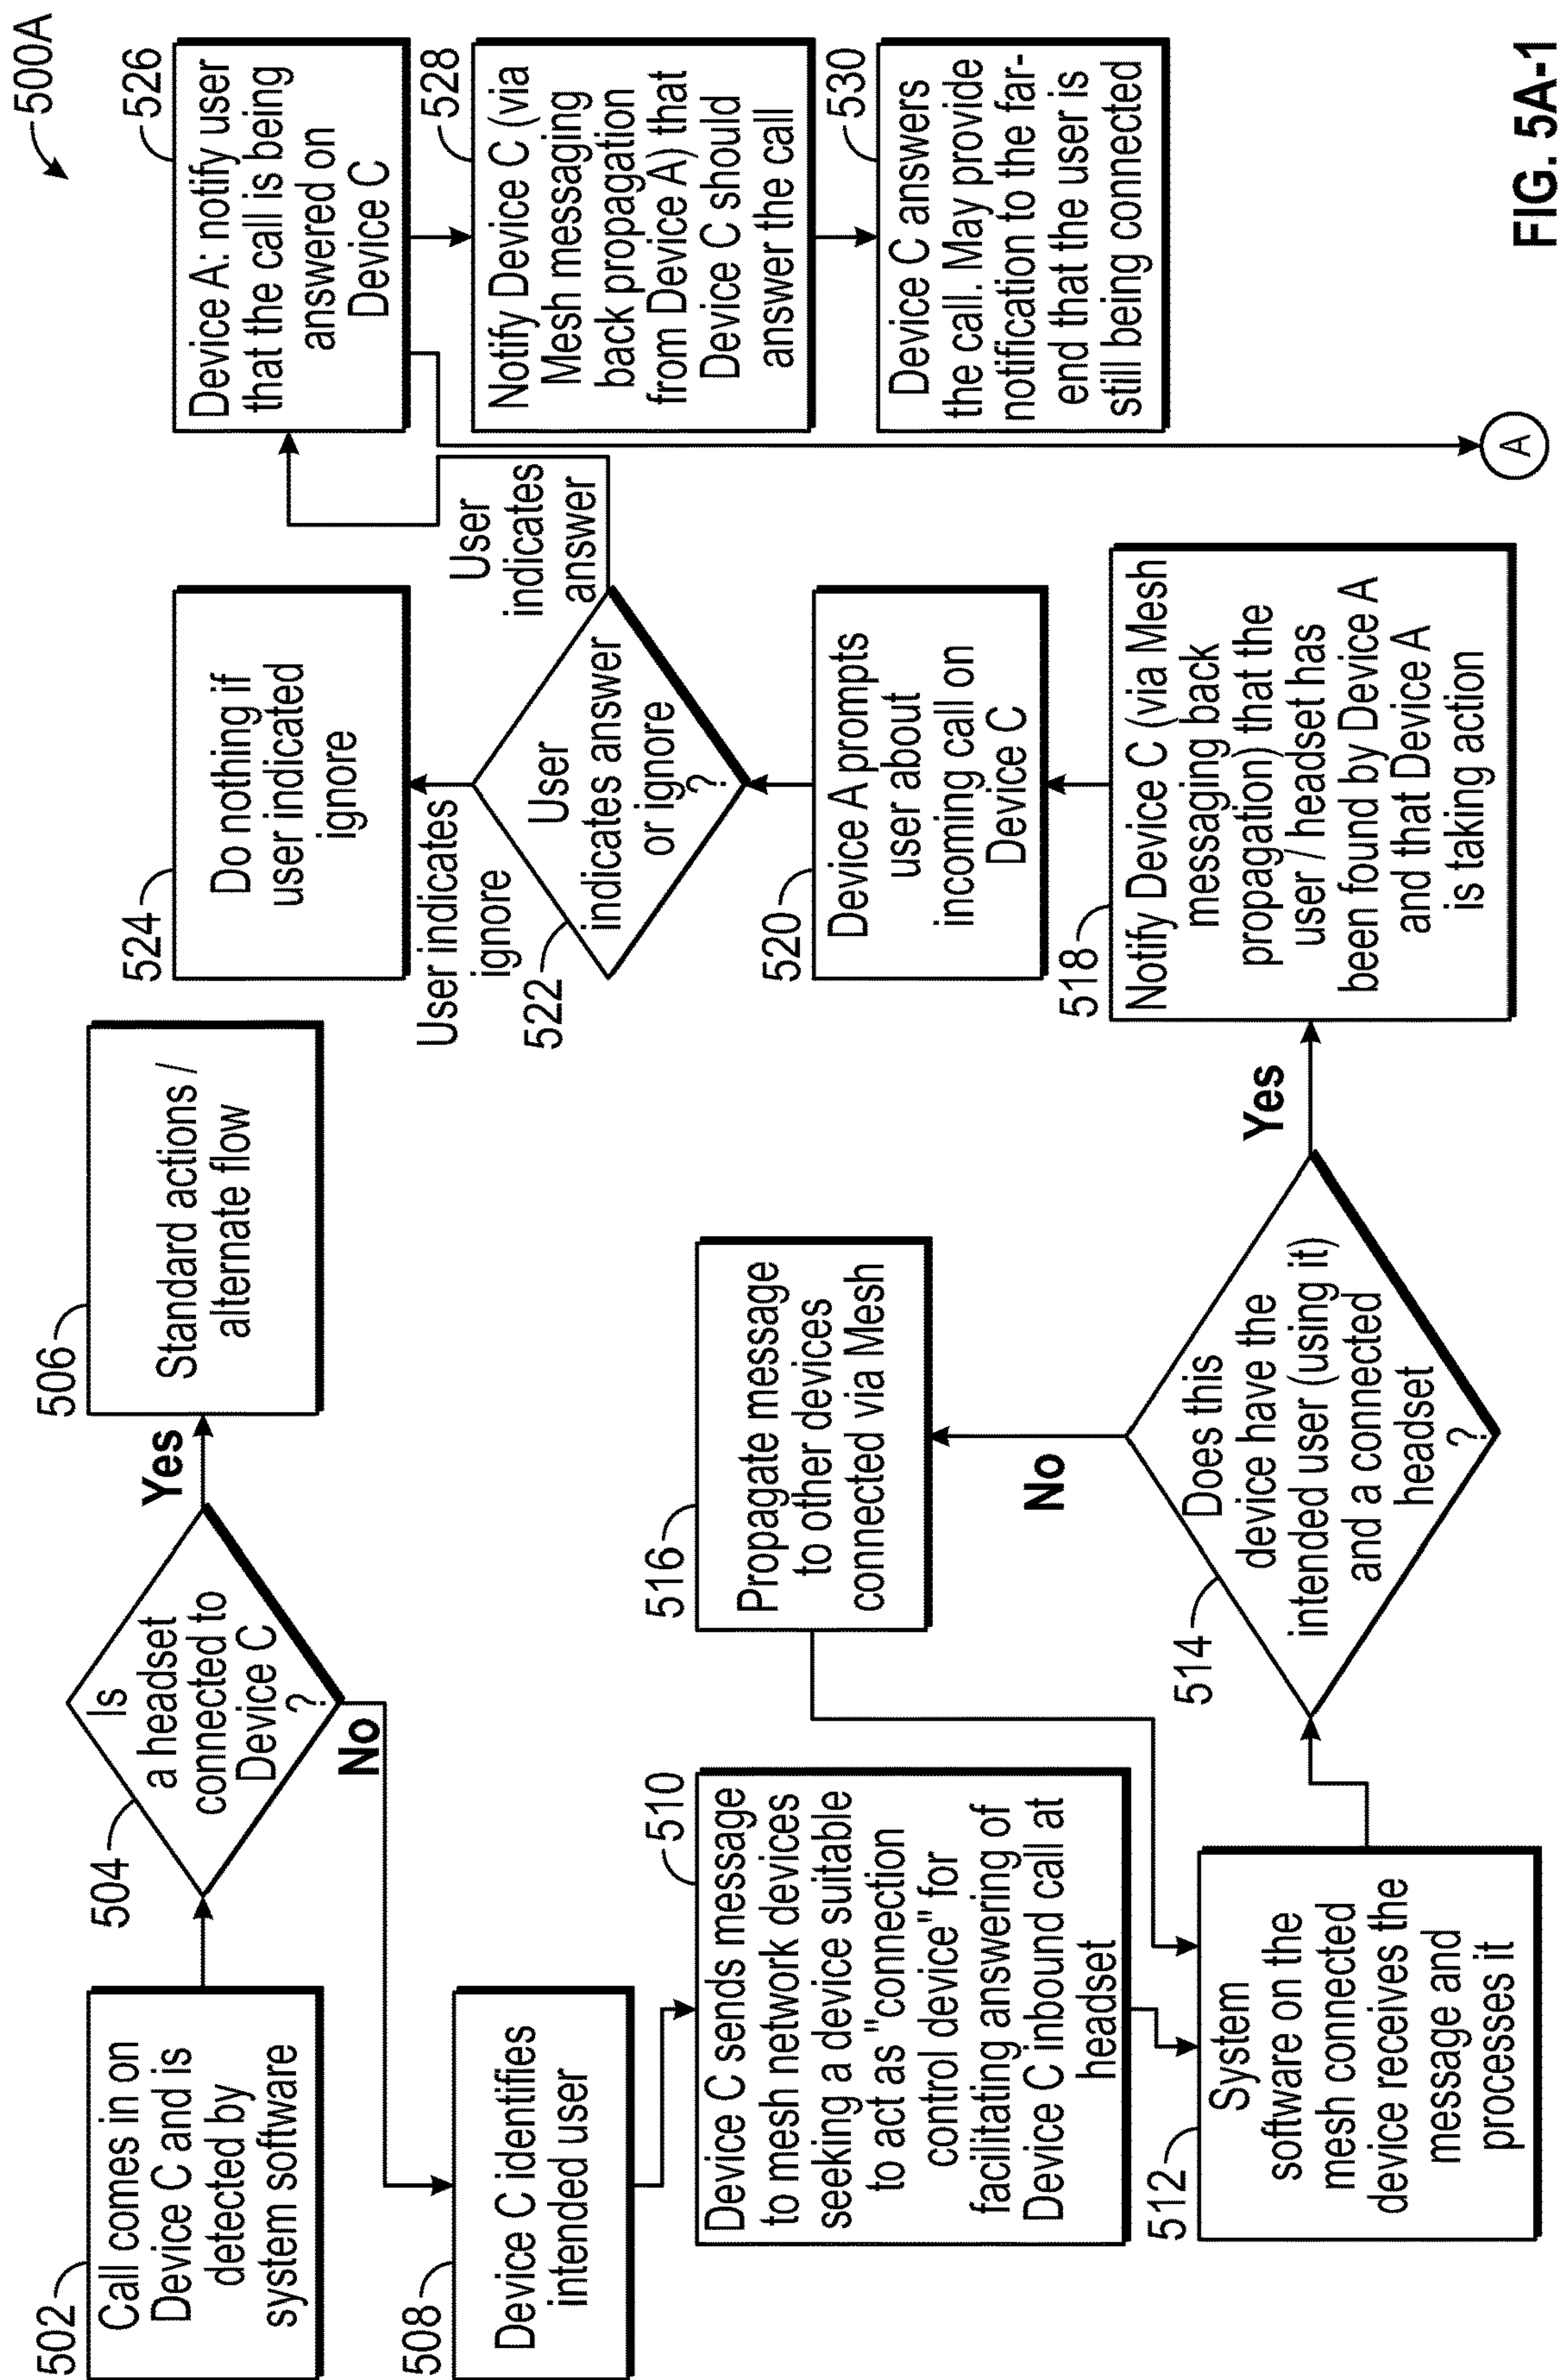 500A
502
Call comes in on
Device C and is
detected by
system software
504
Is
a headset
connected to
Device C
?
Yes
No
506
Standard actions /
alternate flow
508
Device C identifies
intended user
510
Device C sends message
to mesh network devices
seeking a device suitable
to act as "connection
control device" for
facilitating answering of
Device C inbound call at
headset
512
System
software on the
mesh connected
device receives the
message and
processes it
514
Does this
device have the
intended user (using it)
and a connected
headset
?
No
Yes
516
Propagate message
to other devices
connected via Mesh
518
Notify Device C (via Mesh
messaging back
propagation) that the
user / headset has
been found by Device A
and that Device A
is taking action
520
Device A prompts
user about
incoming call on
Device C
522
User
indicates answer
or ignore
?
User indicates
ignore
User
indicates
answer
524
Do nothing if
user indicated
ignore
526
Device A: notify user
that the call is being
answered on
Device C
528
Notify Device C (via
Mesh messaging
back propagation
from Device A) that
Device C should
answer the call
530
Device C answers
the call. May provide
notification to the far-
end that the user is
still being connected
A
FIG. 5A-1